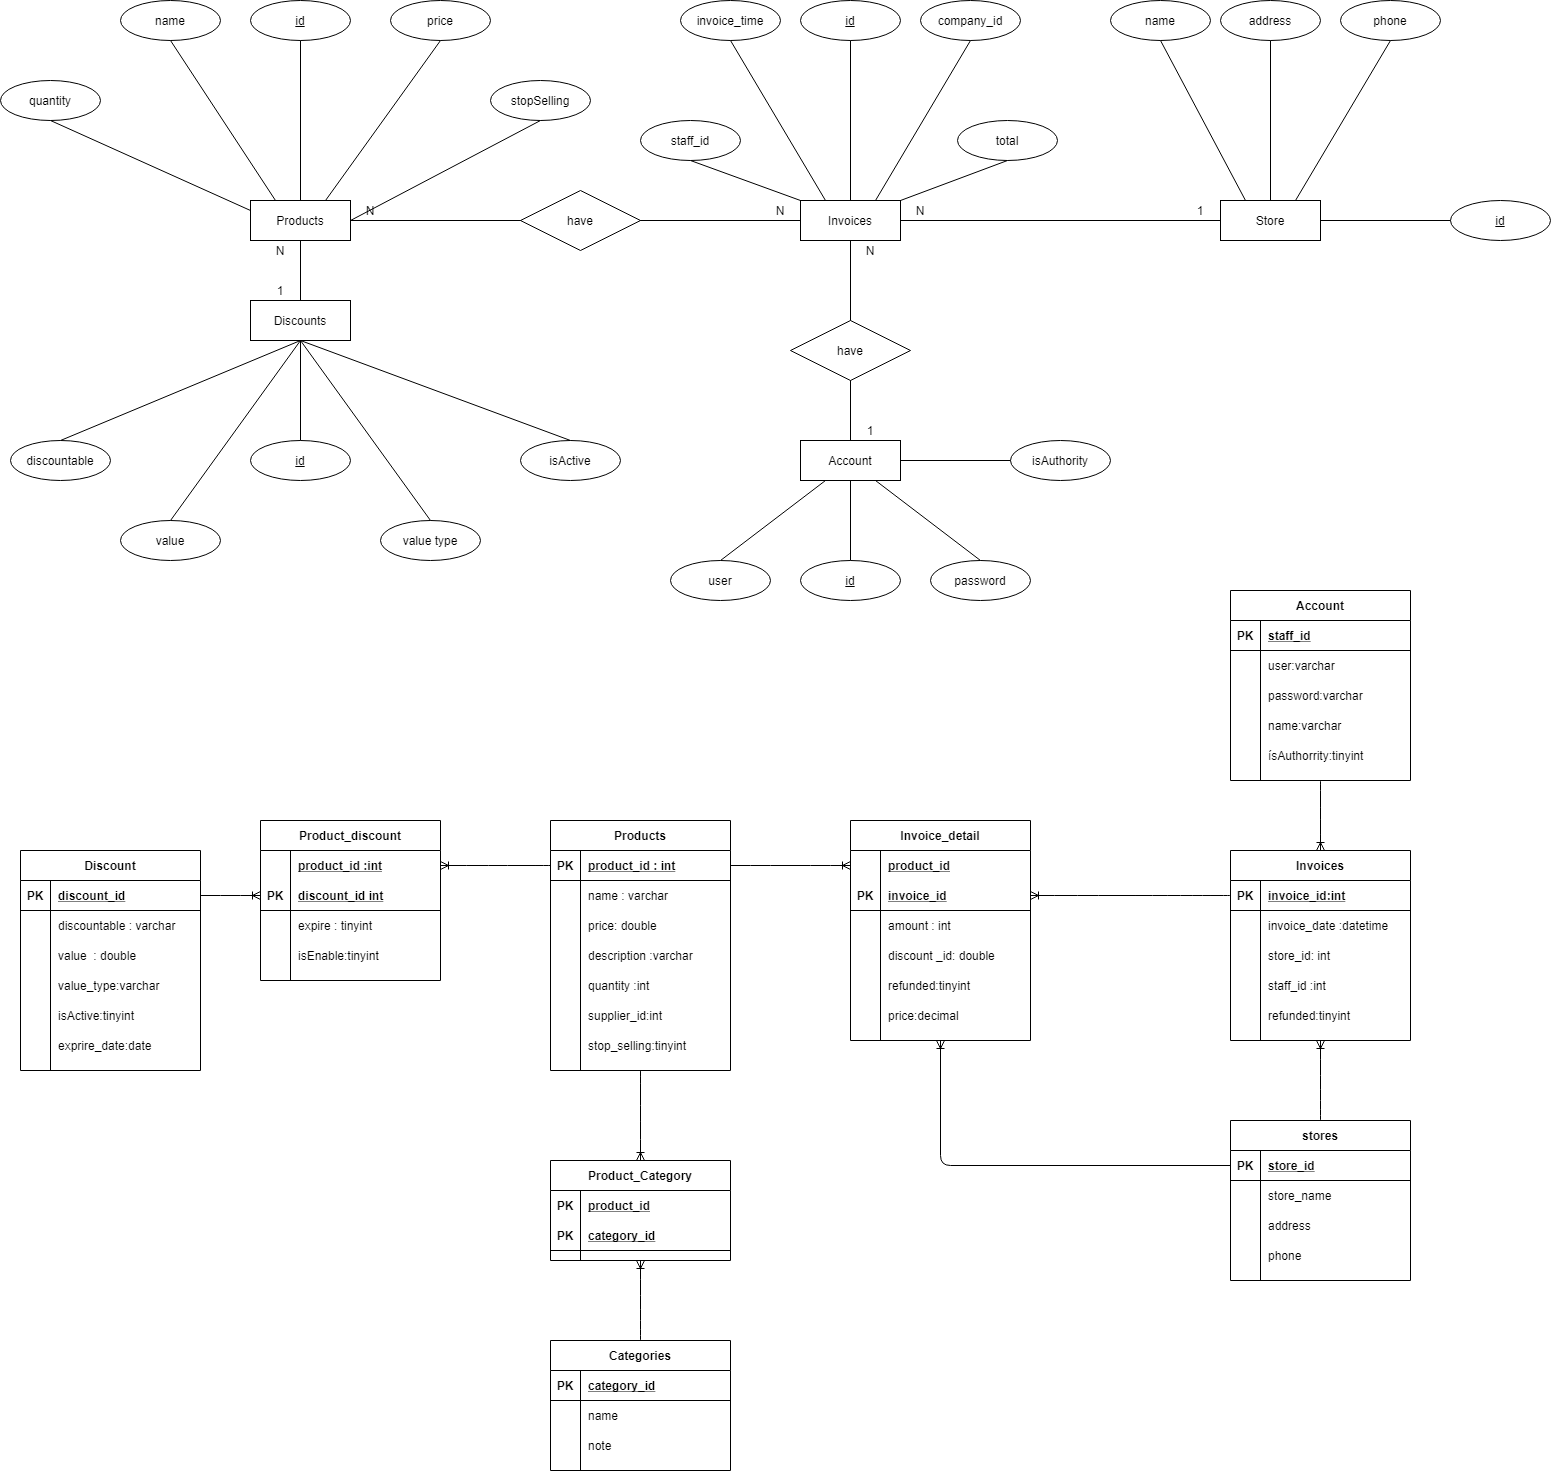 name
id
price
invoice_time
id
company_id
name
address
phone
quantity
stopSelling
staff_id
total
Products
N
have
N
Invoices
N
1
Store
id
N
N
1
Discounts
have
1
discountable
id
isActive
Account
isAuthority
value
value type
user
id
password
Account
PK staff_id
user:varchar
password:varchar
name:varchar
ísAuthorrity:tinyint
Product_discount
product_id :int
PK discount_id int
expire : tinyint
isEnable:tinyint
Discount
PK discount_id
discountable : varchar
value : double
value_type:varchar
isActive:tinyint
exprire_date:date
Products
PK product_id : int
name : varchar
price: double
description :varchar
quantity :int
supplier_id:int
stop_selling:tinyint
Invoice_detail
product_id
PK invoice_id
amount : int
discount _id: double
refunded:tinyint
price:decimal
Invoices
PK invoice_id:int
invoice_date :datetime
store_id: int
staff_id :int
refunded:tinyint
stores
PK store_id
store_name
address
phone
Product_Category
PK product_id
PK category_id
Categories
PK category_id
name
note